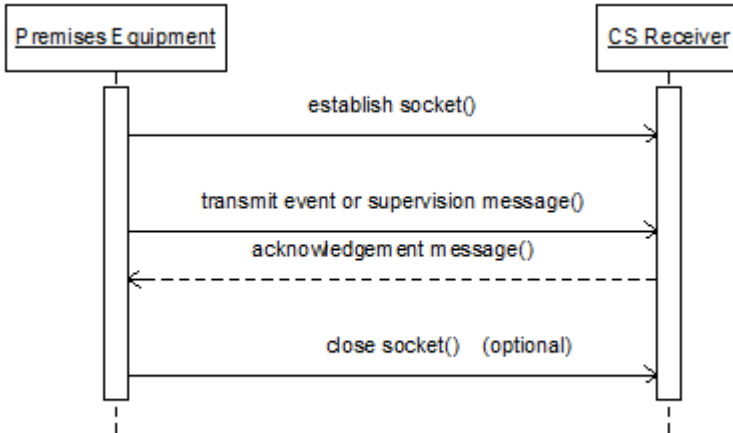 Premises Equipment
CS Receiver
establish socket()
transmit event or supervision message()
acknowledgement message()
close socket() (optional)